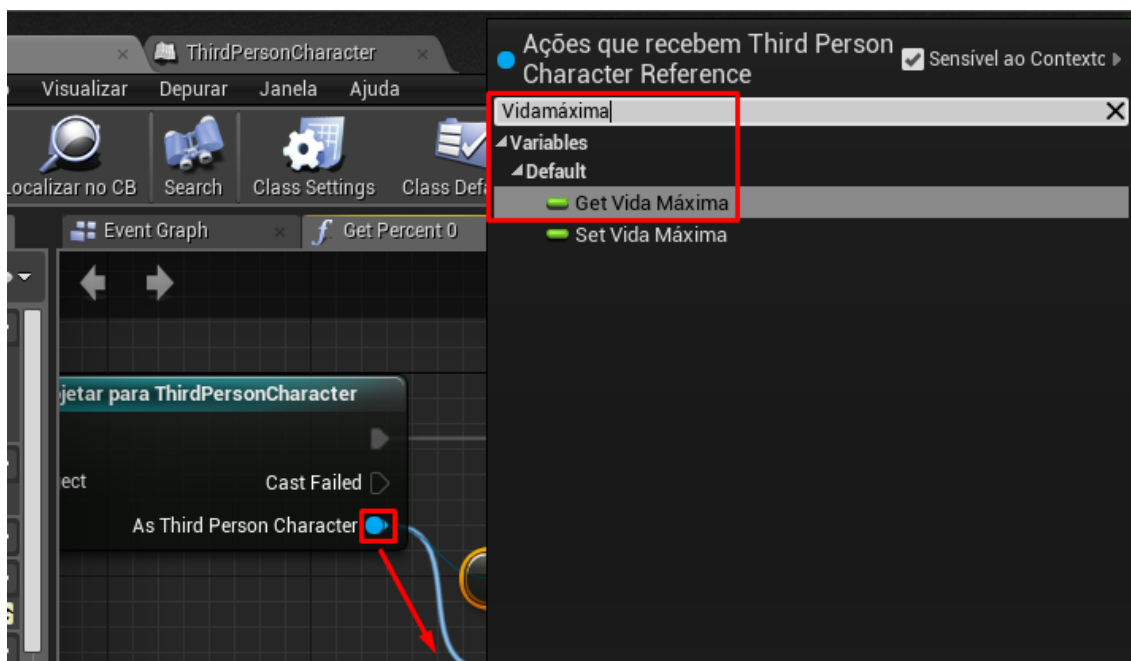 ThirdPersonCharacter
Visualizar Depurar Janela Ajuda
Localizar no CB Search Class Settings Class Defa
Event Graph Get Percent 0
jetar para ThirdPersonCharacter
ect Cast Failed
As Third Person Character
Ações que recebem Third Person
Character Reference
Sensível ao Contexto
Vidamáxima
Variables
Default
Get Vida Máxima
Set Vida Máxima